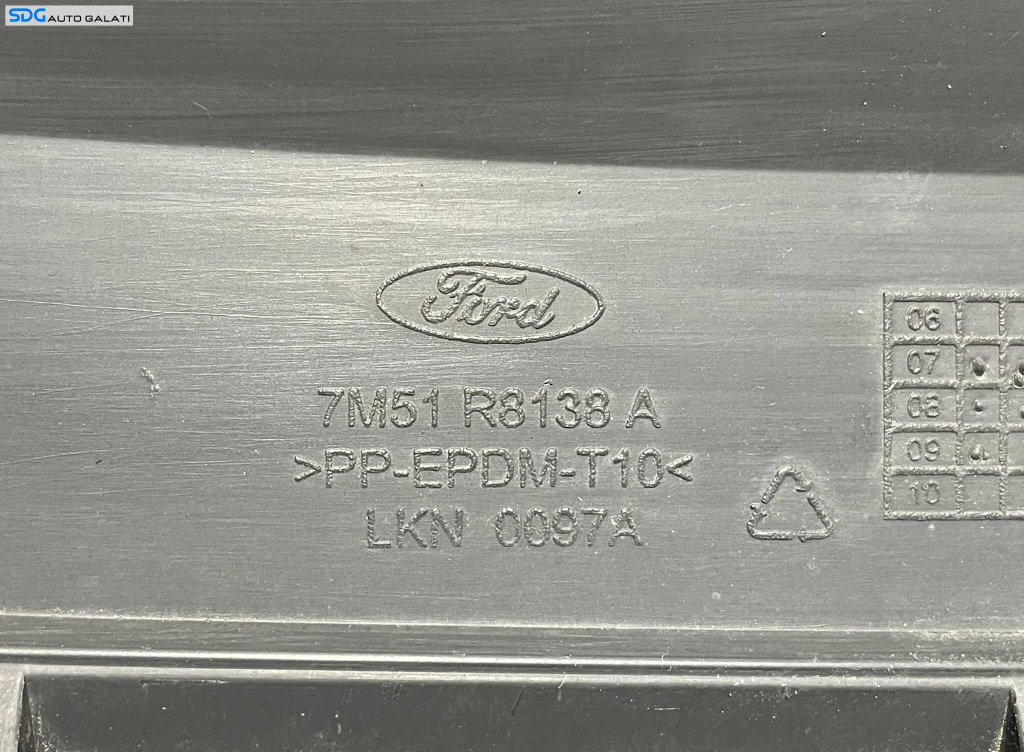 SDG AUTO GALATI
Ford
7M51 R8138 A
>PP-EPDM-T10<
LKN 0097A
06
07
08
09
10